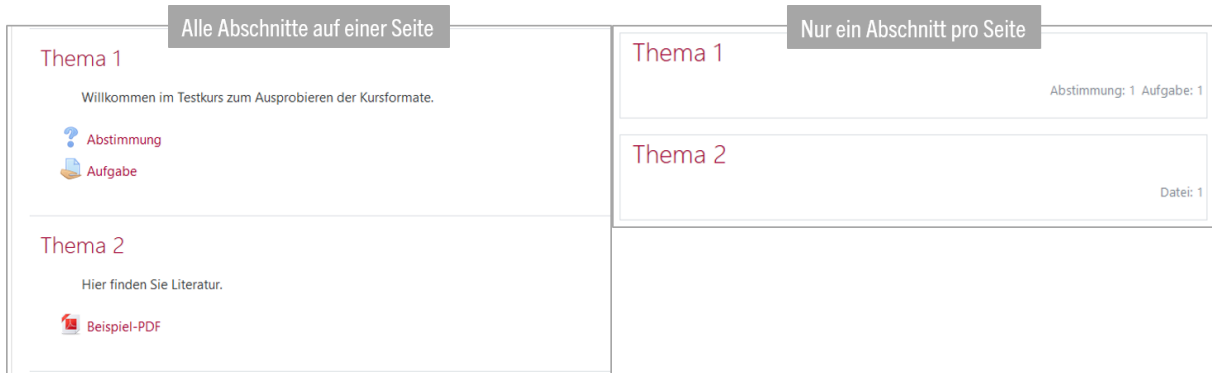 Alle Abschnitte auf einer Seite
Thema 1
Willkommen im Testkurs zum Ausprobieren der Kursformate.
Abstimmung
Aufgabe
Thema 2
Hier finden Sie Literatur.
Beispiel-PDF
Nur ein Abschnitt pro Seite
Thema 1
Abstimmung: 1 Aufgabe: 1
Thema 2
Datei: 1